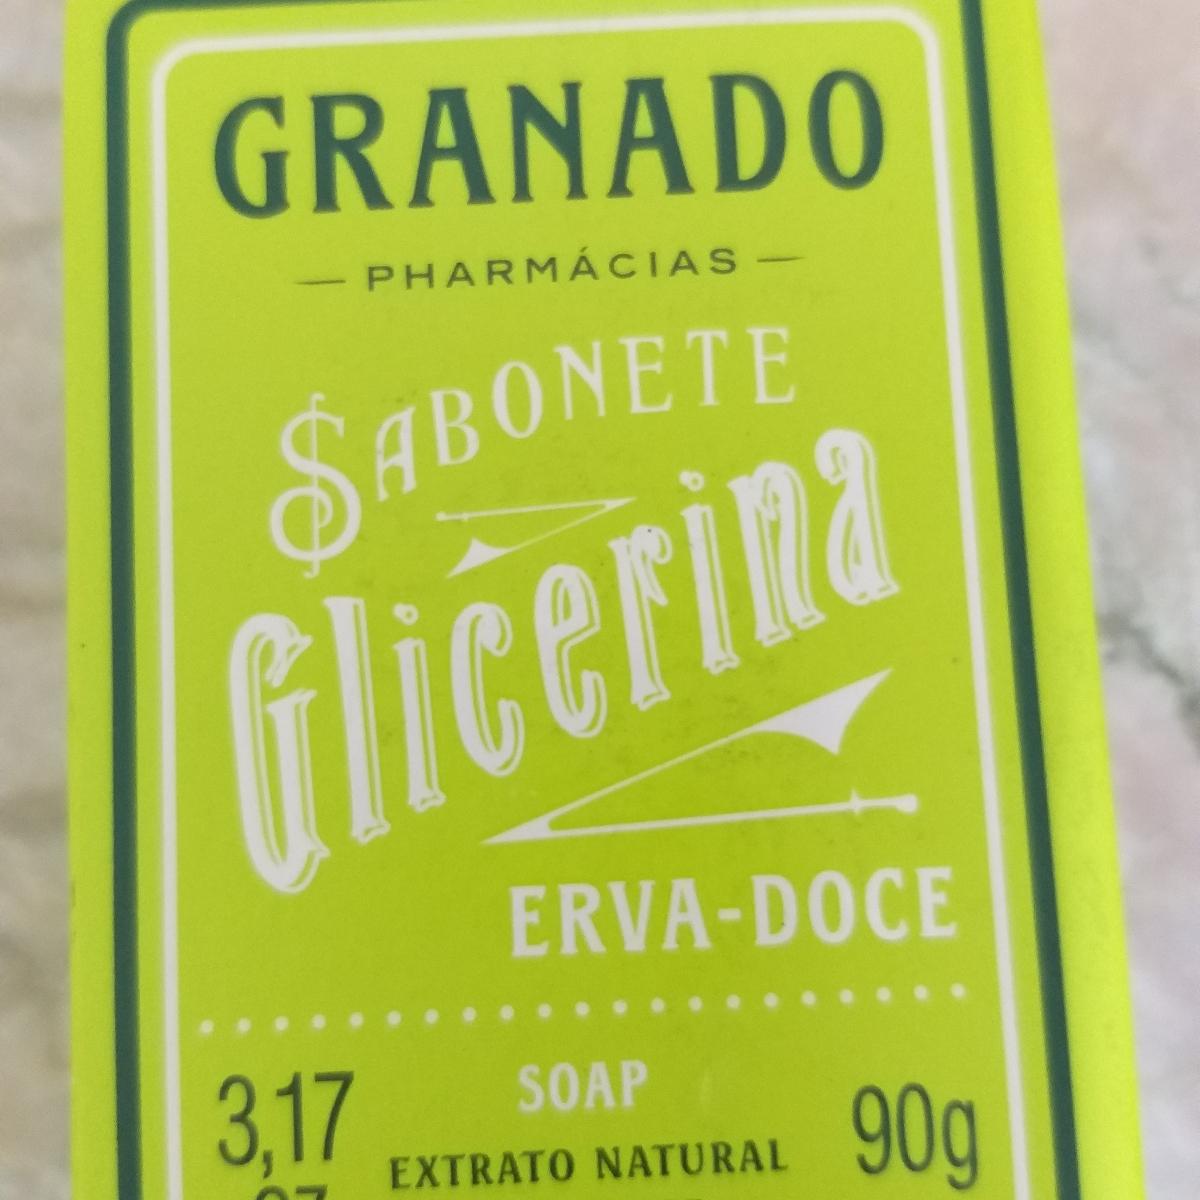 GRANADO
— PHARMÁCIAS —
SABONETE
Glicerina
ERVA-DOCE
SOAP
3,17
90g
EXTRATO NATURAL